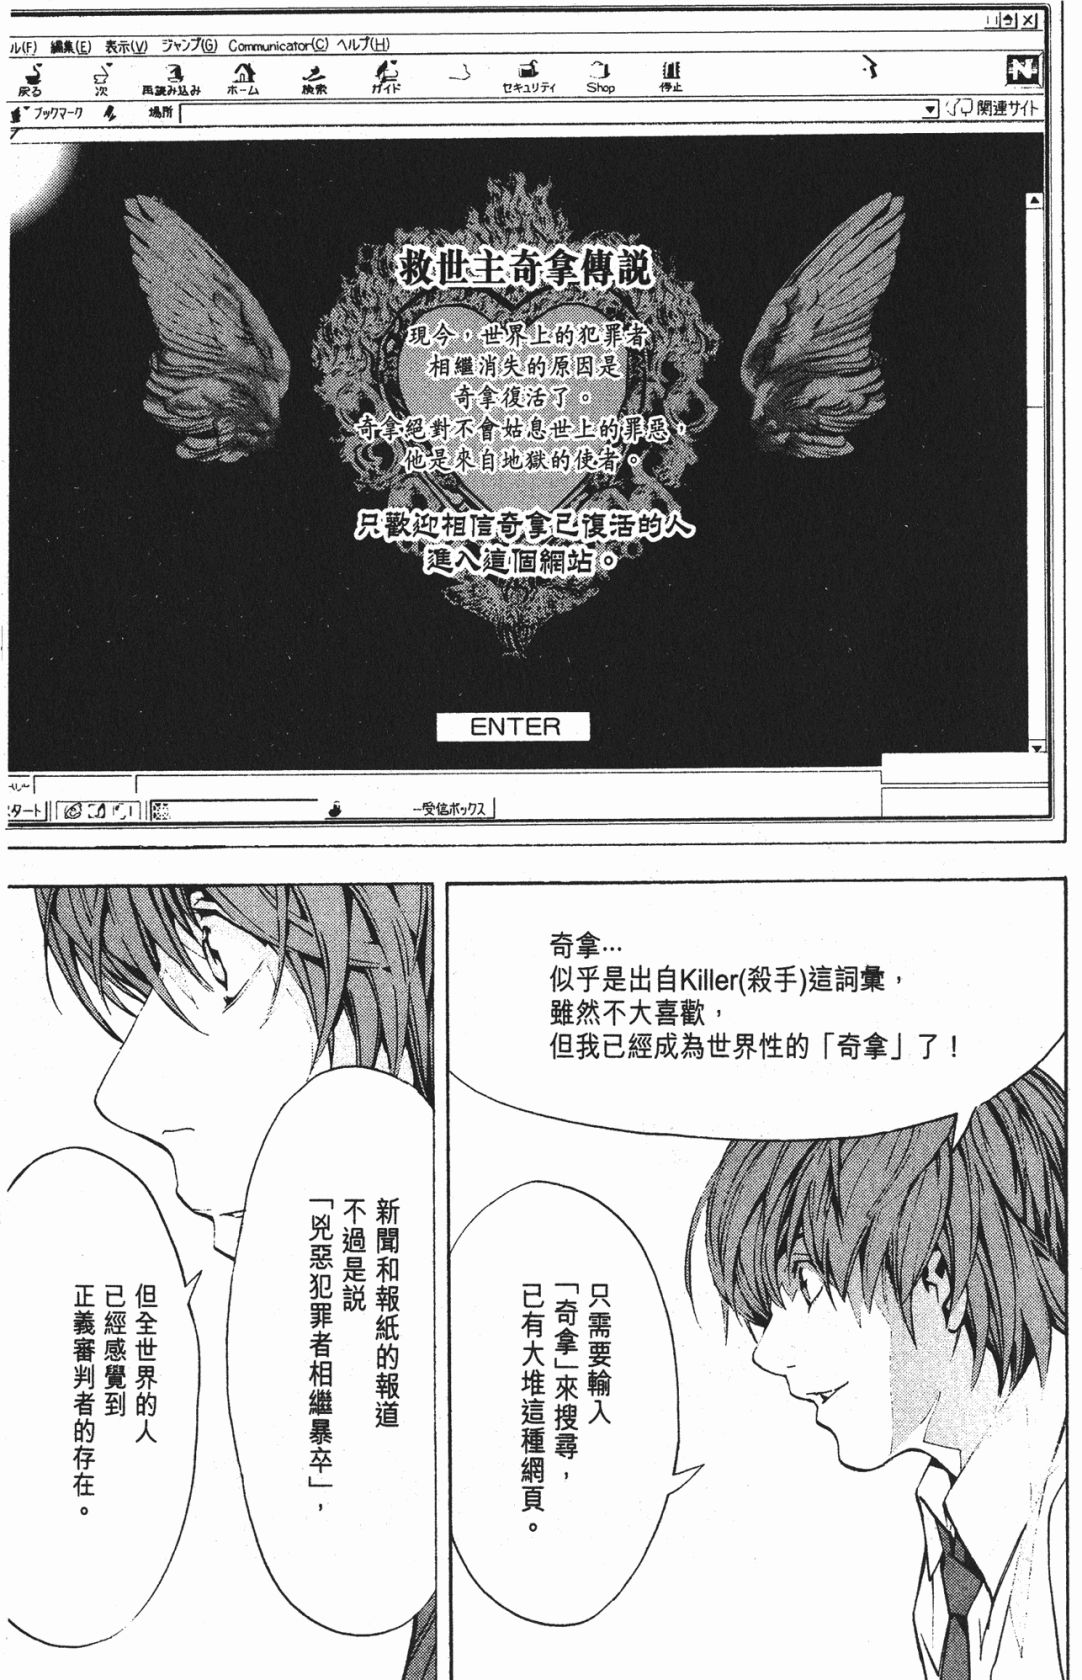 ル(F) 編集(E) 表示(V) ジャンプ(G) Communicator(C) ヘルプ(H)
戻る 次 再読み込み ホーム 検索 ガイド セキュリティ Shop 停止
N
ブックマーク 場所 関連サイト
救世主奇拿傳說
現今，世界上的犯罪者
相繼消失的原因是
奇拿復活了。
奇拿絕對不會姑息世上的罪惡，
他是來自地獄的使者。
只歡迎相信奇拿已復活的人
進入這個網站。
ENTER
スタート
受信ボックス
奇拿…
似乎是出自Killer(殺手)這詞彙，
雖然不大喜歡，
但我已經成為世界性的「奇拿」了！
只需要輸入
「奇拿」來搜尋，
已有大堆這種網頁。
新聞和報紙的報道
不過是說
「兇惡犯罪者相繼暴卒」，
但全世界的人
已經感覺到
正義審判者的存在。